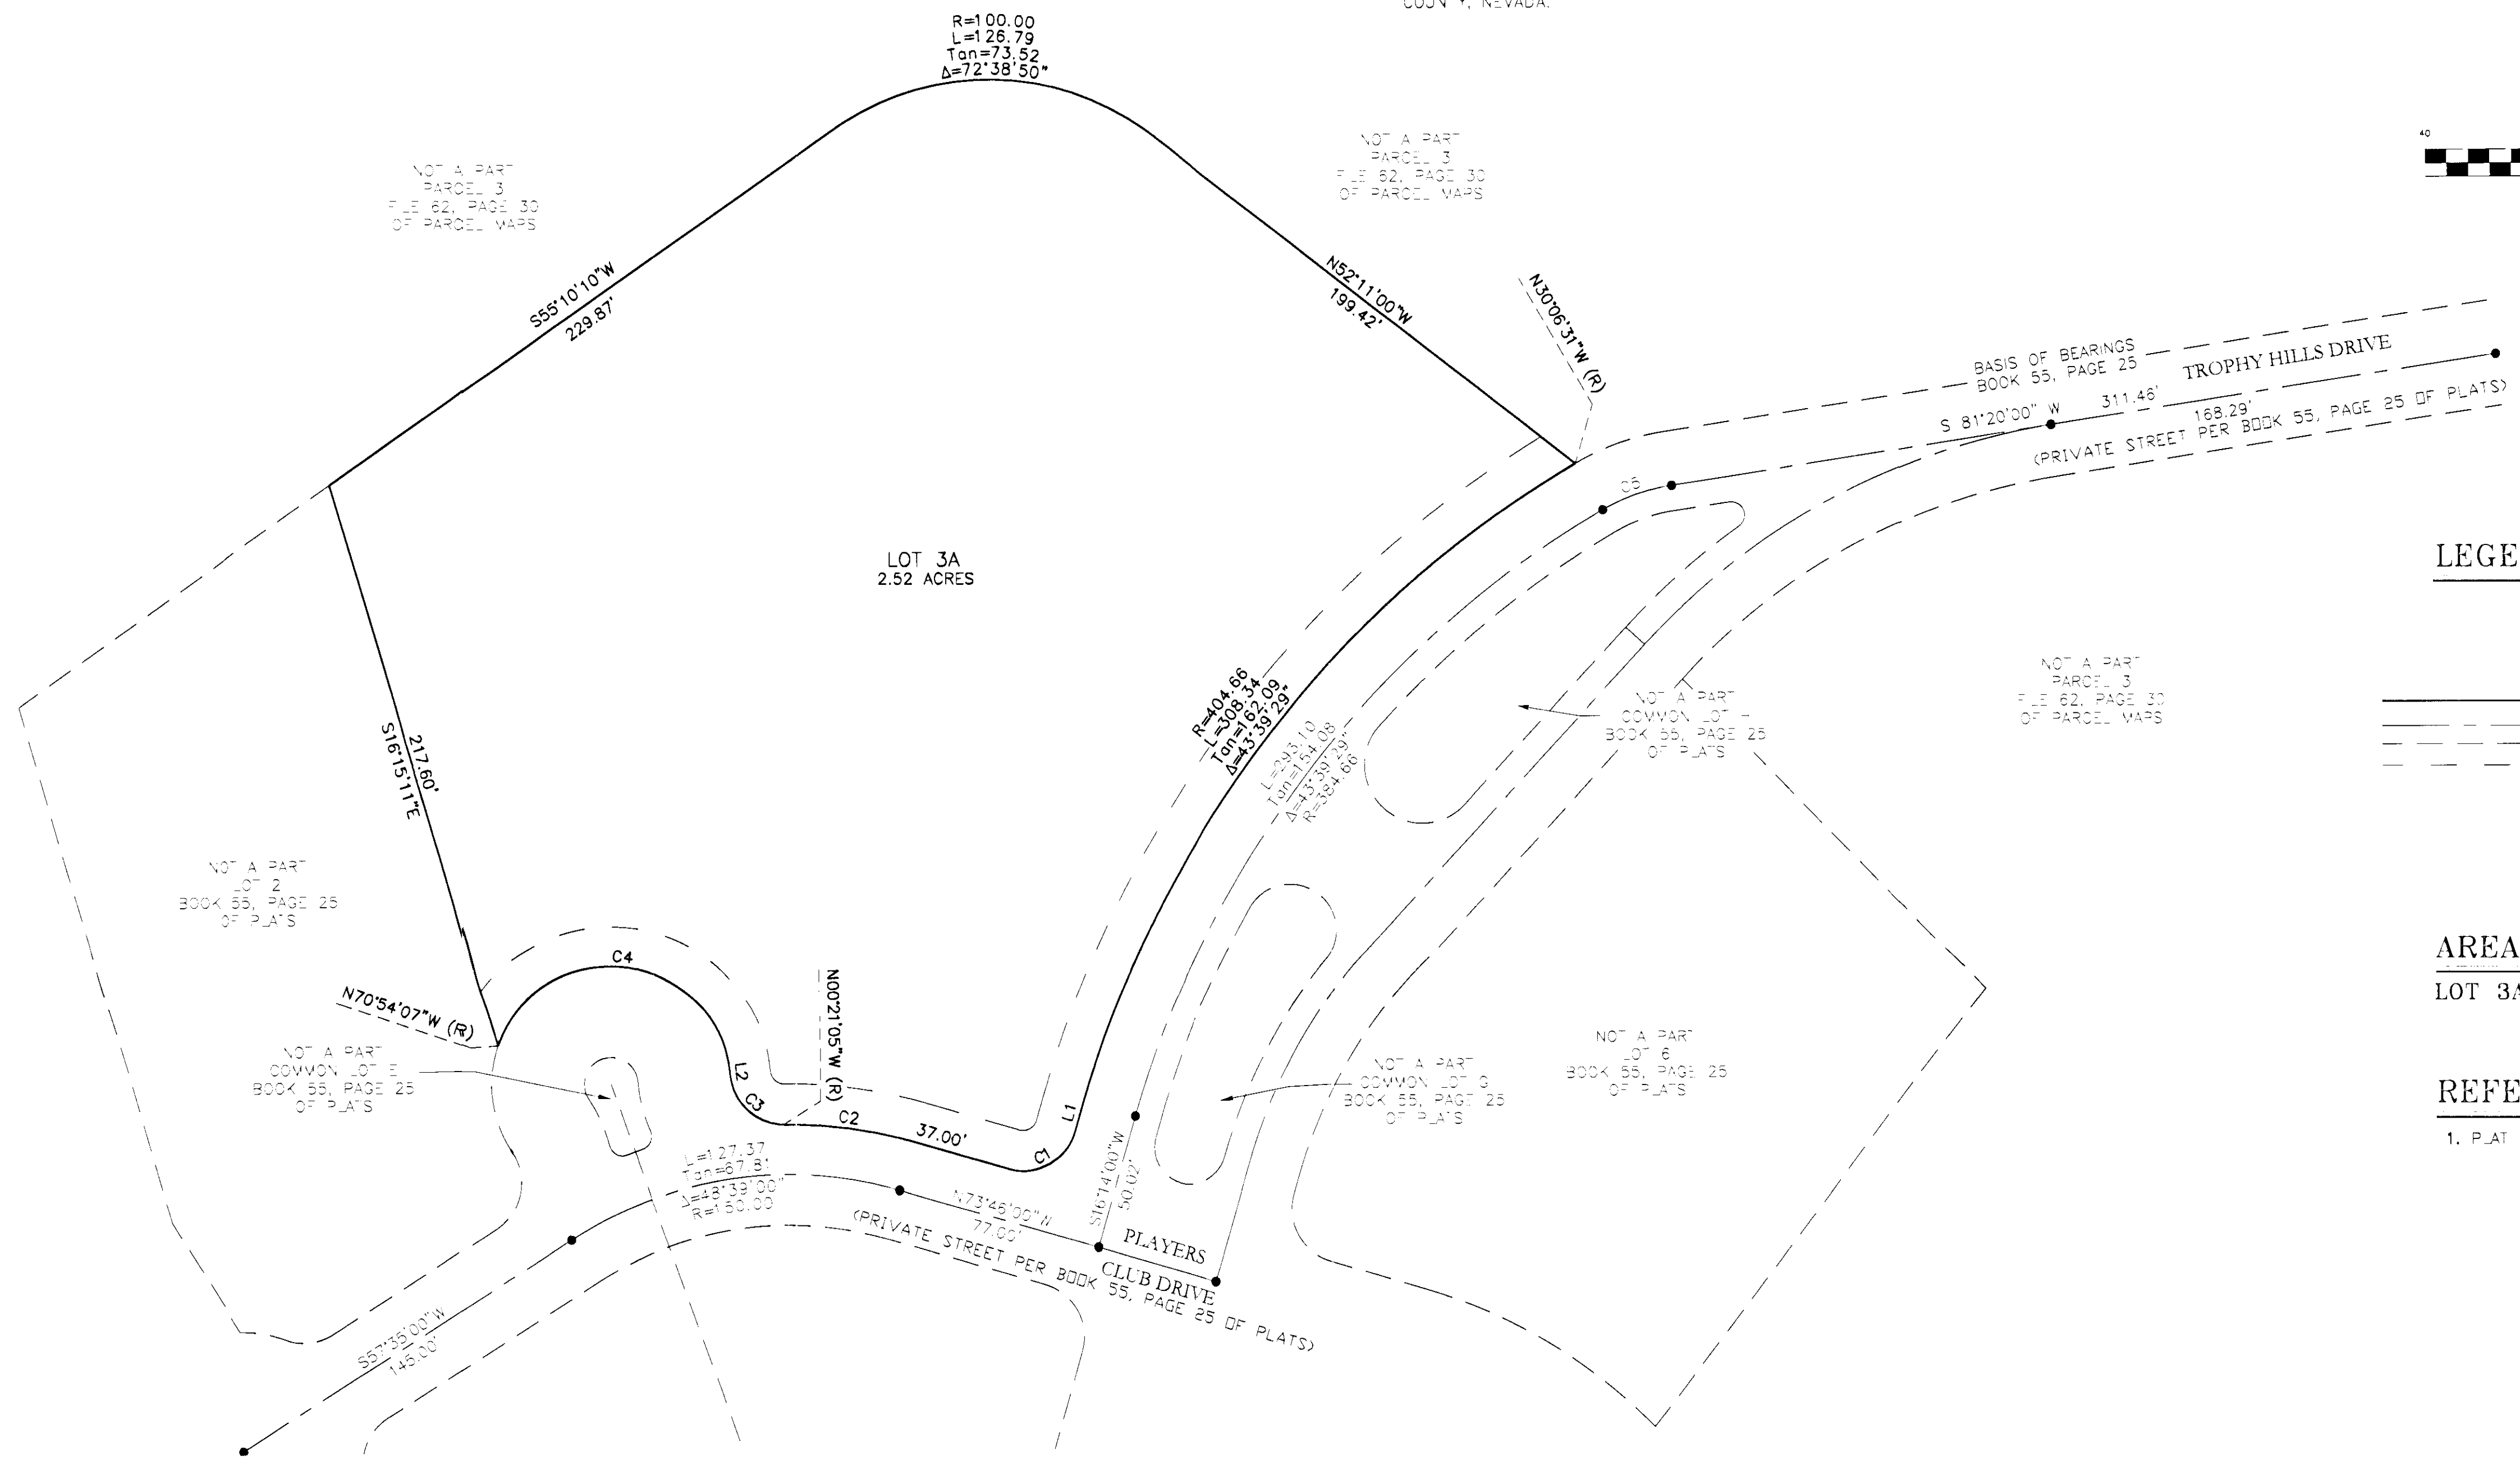 COUNTY, NEVADA.
R=100.00
L=126.79
Tan=73.52
Δ=72°38'50"
NOT A PART
PARCEL 3
FILE 62, PAGE 30
OF PARCEL MAPS
NOT A PART
PARCEL 3
FILE 62, PAGE 30
OF PARCEL MAPS
40
S55°10'10"W
229.87'
N52°11'00"W
199.42'
N30°06'31"W (R)
BASIS OF BEARINGS
BOOK 55, PAGE 25
TROPHY HILLS DRIVE
S 81°20'00" W 311.46'
168.29'
(PRIVATE STREET PER BOOK 55, PAGE 25 OF PLATS)
C5
LOT 3A
2.52 ACRES
LEGE
R=404.66
L=308.34
Tan=162.09
Δ=43°39'29"
L=293.10
Tan=154.08
Δ=43°39'29"
R=384.66
NOT A PART
COMMON LOT
BOOK 55, PAGE 25
OF PLATS
NOT A PART
PARCEL 3
FILE 62, PAGE 30
OF PARCEL MAPS
217.60'
S16°15'11"E
NOT A PART
LOT 2
BOOK 55, PAGE 25
OF PLATS
C4
N70°54'07"W (R)
N00°21'05"W (R)
AREA
LOT 3A
NOT A PART
COMMON LOT E
BOOK 55, PAGE 25
OF PLATS
L2
C3
C2
37.00'
C1
L1
NOT A PART
COMMON LOT G
BOOK 55, PAGE 25
OF PLATS
NOT A PART
LOT 6
BOOK 55, PAGE 25
OF PLATS
REFE
1. PLAT
L=127.37
Tan=67.81
Δ=48°39'00"
R=150.00
N73°46'00"W
77.00'
S16°14'00"W
50.02'
PLAYERS
CLUB DRIVE
(PRIVATE STREET PER BOOK 55, PAGE 25 OF PLATS)
S57°35'00"W
145.00'